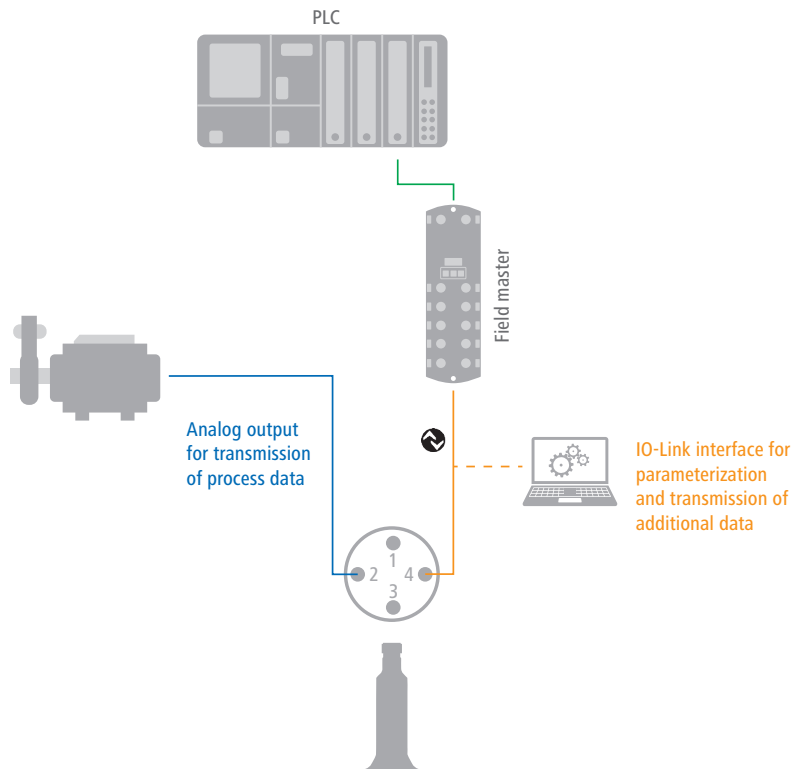 PLC
Field master
Analog output
for transmission
of process data
IO-Link interface for
parameterization
and transmission of
additional data
1
2 4
3